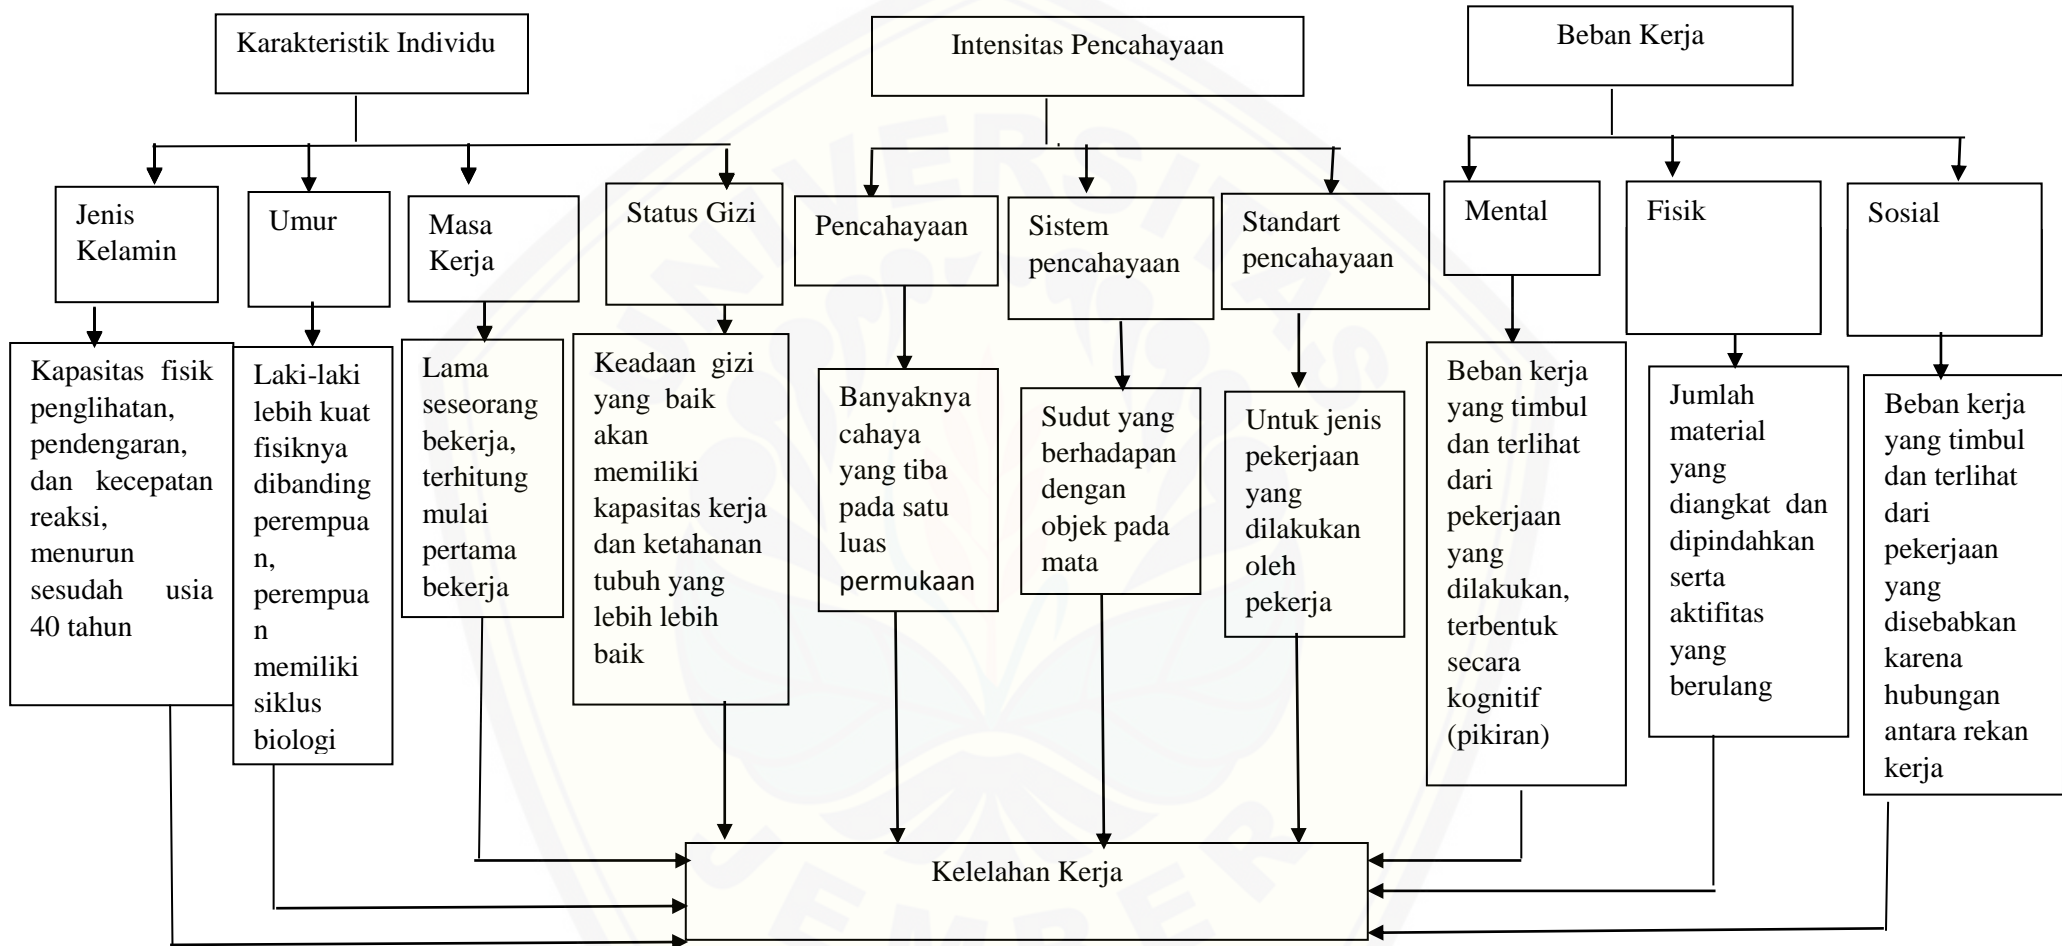 Karakteristik Individu
Intensitas Pencahayaan
Beban Kerja
Jenis
Kelamin
Umur
Masa
Kerja
Status Gizi
Pencahayaan
Sistem
pencahayaan
Standart
pencahayaan
Mental
Fisik
Sosial
Kapasitas fisik
penglihatan,
pendengaran,
dan kecepatan
reaksi,
menurun
sesudah usia
40 tahun
Laki-laki
lebih kuat
fisiknya
dibanding
perempua
n,
perempua
n
memiliki
siklus
biologi
Lama
seseorang
bekerja,
terhitung
mulai
pertama
bekerja
Keadaan gizi
yang baik
akan
memiliki
kapasitas kerja
dan ketahanan
tubuh yang
lebih lebih
baik
Banyaknya
cahaya
yang tiba
pada satu
luas
permukaan
Sudut yang
berhadapan
dengan
objek pada
mata
Untuk jenis
pekerjaan
yang
dilakukan
oleh
pekerja
Beban kerja
yang timbul
dan terlihat
dari
pekerjaan
yang
dilakukan,
terbentuk
secara
kognitif
(pikiran)
Jumlah
material
yang
diangkat dan
dipindahkan
serta
aktifitas
yang
berulang
Beban kerja
yang timbul
dan terlihat
dari
pekerjaan
yang
disebabkan
karena
hubungan
antara rekan
kerja
Kelelahan Kerja
UNIVERSITAS
JEMBER